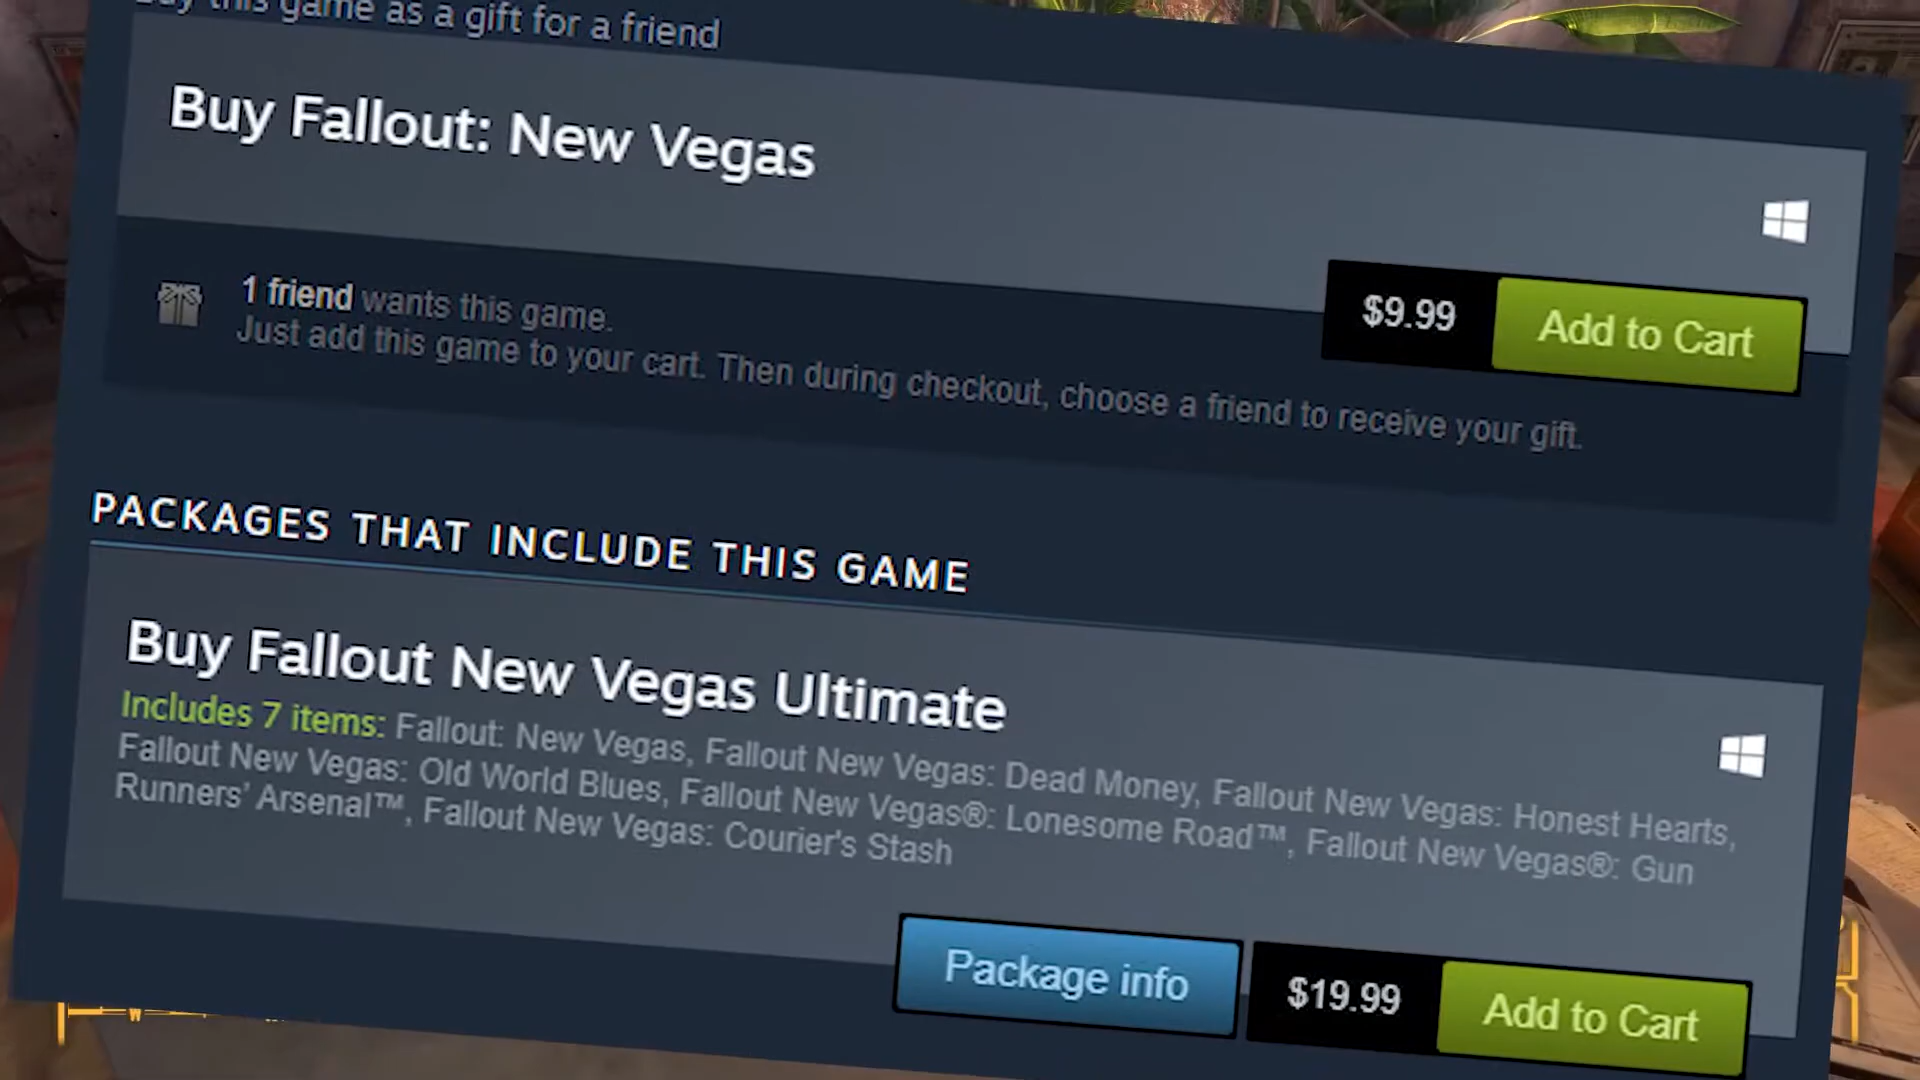 this game as a gift for a friend
Buy Fallout: New Vegas
$9.99
Add to Cart
1 friend wants this game.
Just add this game to your cart. Then during checkout, choose a friend to receive your gift.
PACKAGES THAT INCLUDE THIS GAME
Buy Fallout New Vegas Ultimate
Includes 7 items: Fallout: New Vegas, Fallout New Vegas: Dead Money, Fallout New Vegas: Honest Hearts,
Fallout New Vegas: Old World Blues, Fallout New Vegas®: Lonesome Road™, Fallout New Vegas®: Gun
Runners’ Arsenal™, Fallout New Vegas: Courier's Stash
Package info
$19.99
Add to Cart
W